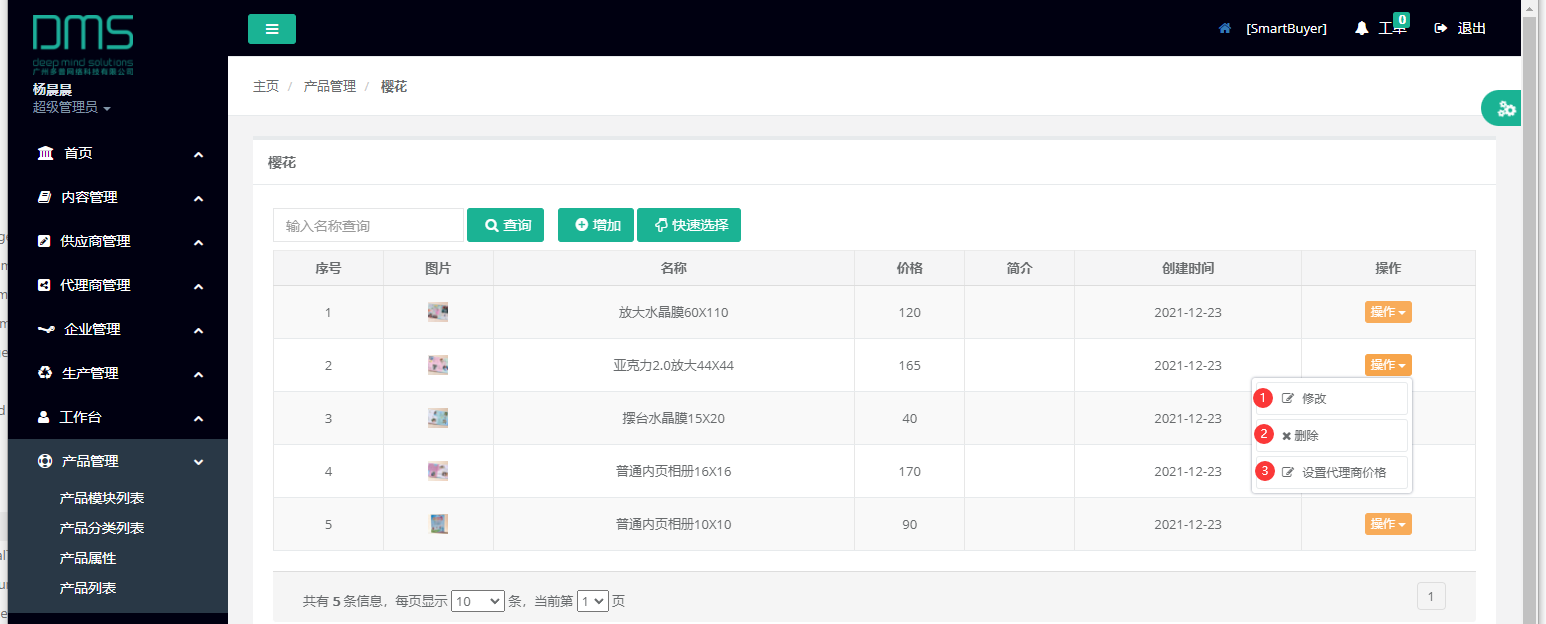 DMS
deep mind solutions
广州多普网络科技有限公司
杨晨晨
超级管理员
首页
内容管理
供应商管理
代理商管理
企业管理
生产管理
工作台
产品管理
产品模块列表
产品分类列表
产品属性
产品列表
[SmartBuyer] 工单 0 退出
主页 / 产品管理 / 樱花
樱花
输入名称查询 查询 增加 快速选择
序号 图片 名称 价格 简介 创建时间 操作
1 放大水晶膜60X110 120 2021-12-23 操作
2 亚克力2.0放大44X44 165 2021-12-23 操作
3 摆台水晶膜15X20 40 2021-12-23
4 普通内页相册16X16 170 2021-12-23
5 普通内页相册10X10 90 2021-12-23 操作
1 修改
2 删除
3 设置代理商价格
共有 5 条信息，每页显示 10 条，当前第 1 页
1